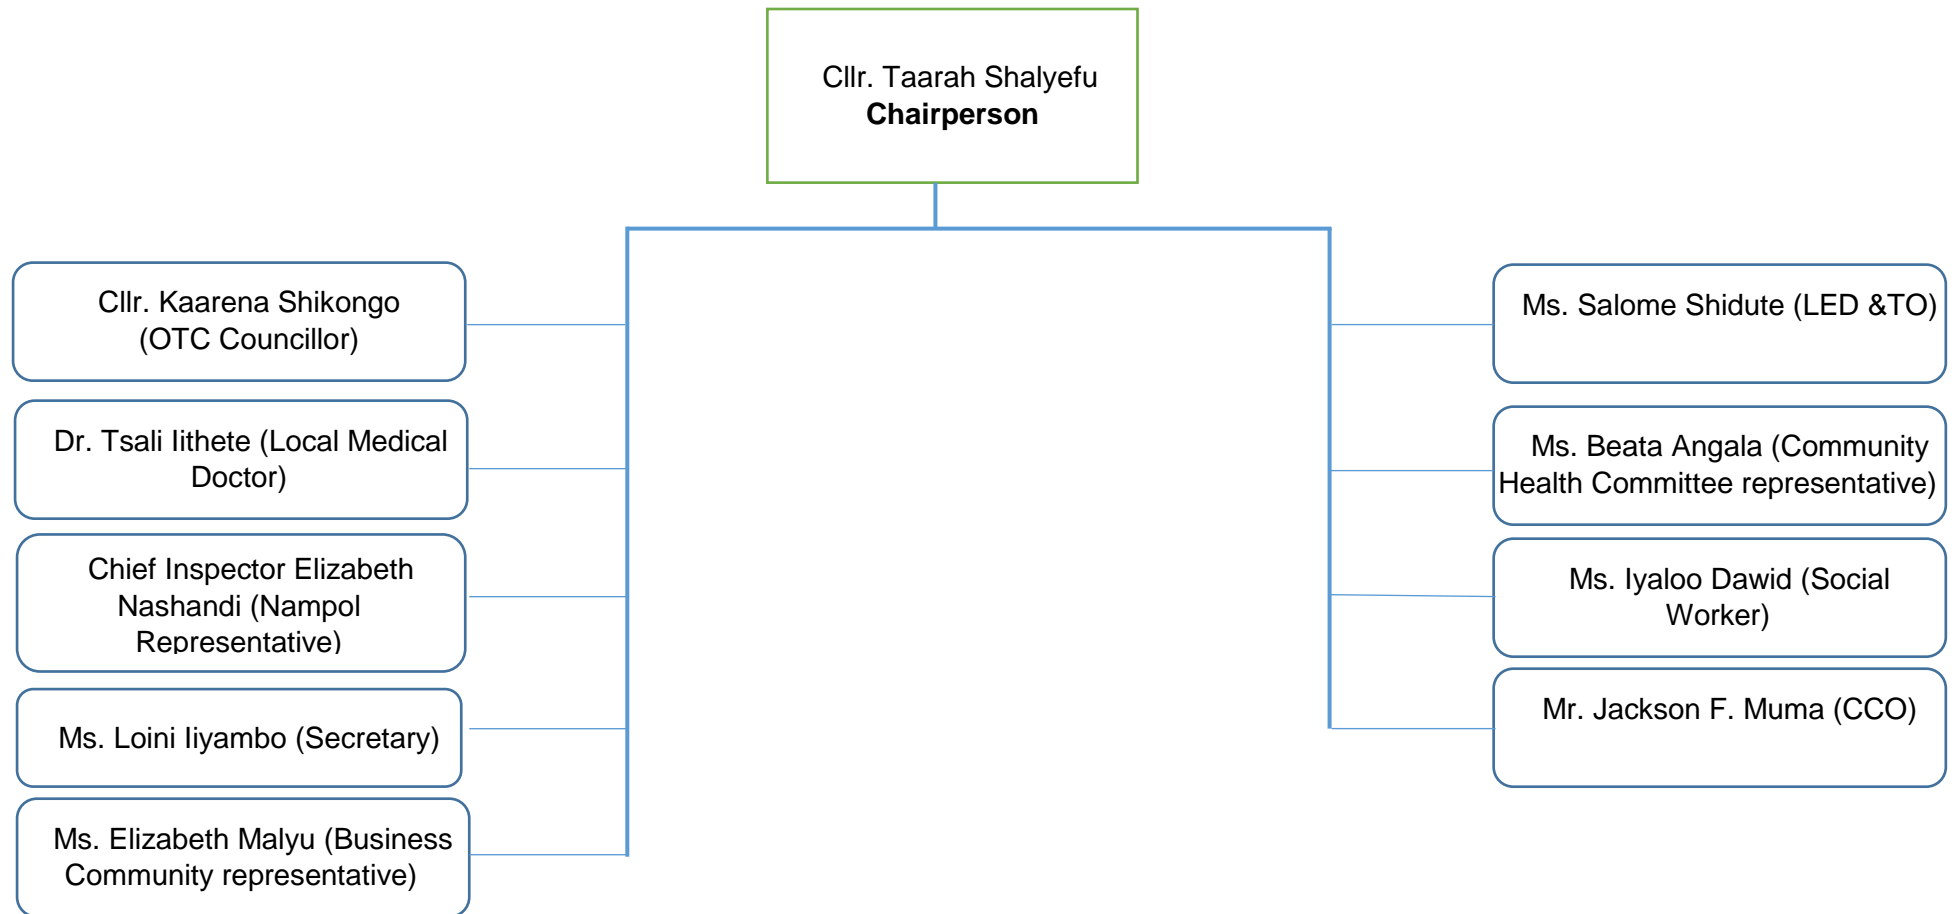 Cllr. Taarah Shalyefu
Chairperson
Cllr. Kaarena Shikongo
(OTC Councillor)
Dr. Tsali Iithete (Local Medical
Doctor)
Chief Inspector Elizabeth
Nashandi (Nampol
Representative)
Ms. Loini Iiyambo (Secretary)
Ms. Elizabeth Malyu (Business
Community representative)
Ms. Salome Shidute (LED &TO)
Ms. Beata Angala (Community
Health Committee representative)
Ms. Iyaloo Dawid (Social
Worker)
Mr. Jackson F. Muma (CCO)